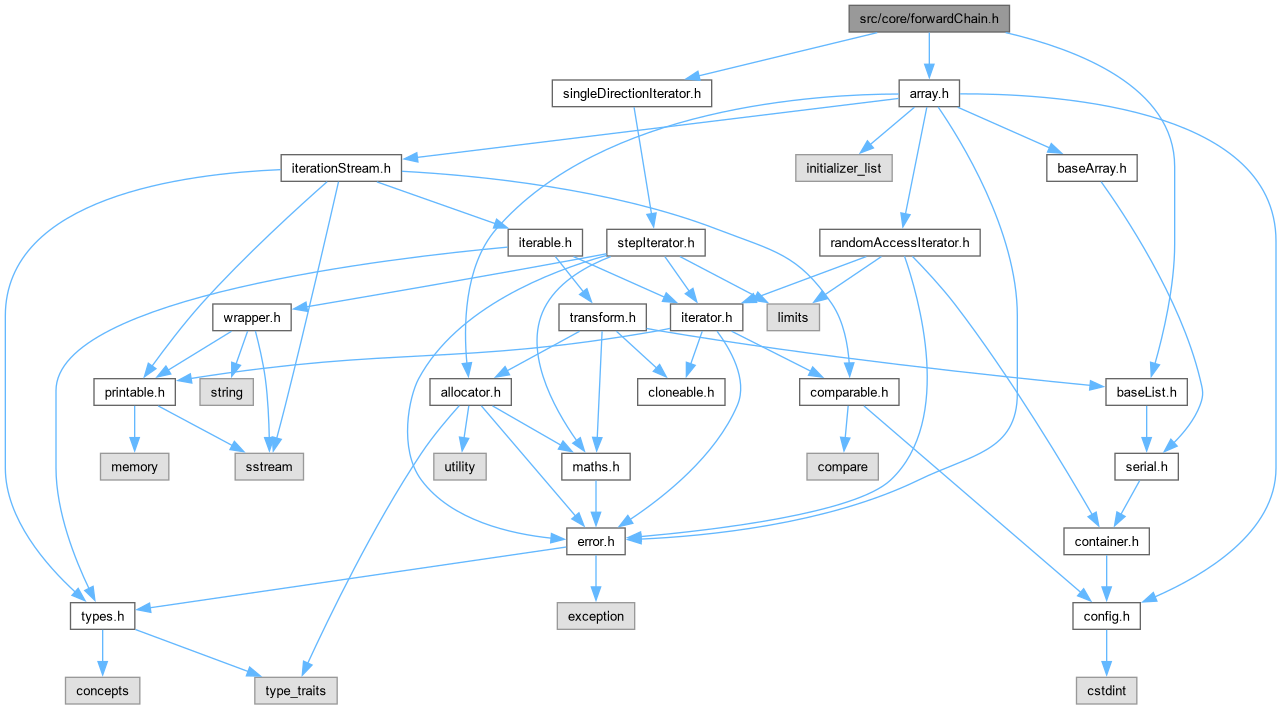 src/core/forwardChain.h
singleDirectionIterator.h
array.h
iterationStream.h
initializer_list
baseArray.h
iterable.h
stepIterator.h
randomAccessIterator.h
wrapper.h
transform.h
iterator.h
limits
printable.h
string
allocator.h
cloneable.h
comparable.h
baseList.h
memory
sstream
utility
maths.h
compare
serial.h
error.h
container.h
types.h
exception
config.h
concepts
type_traits
cstdint